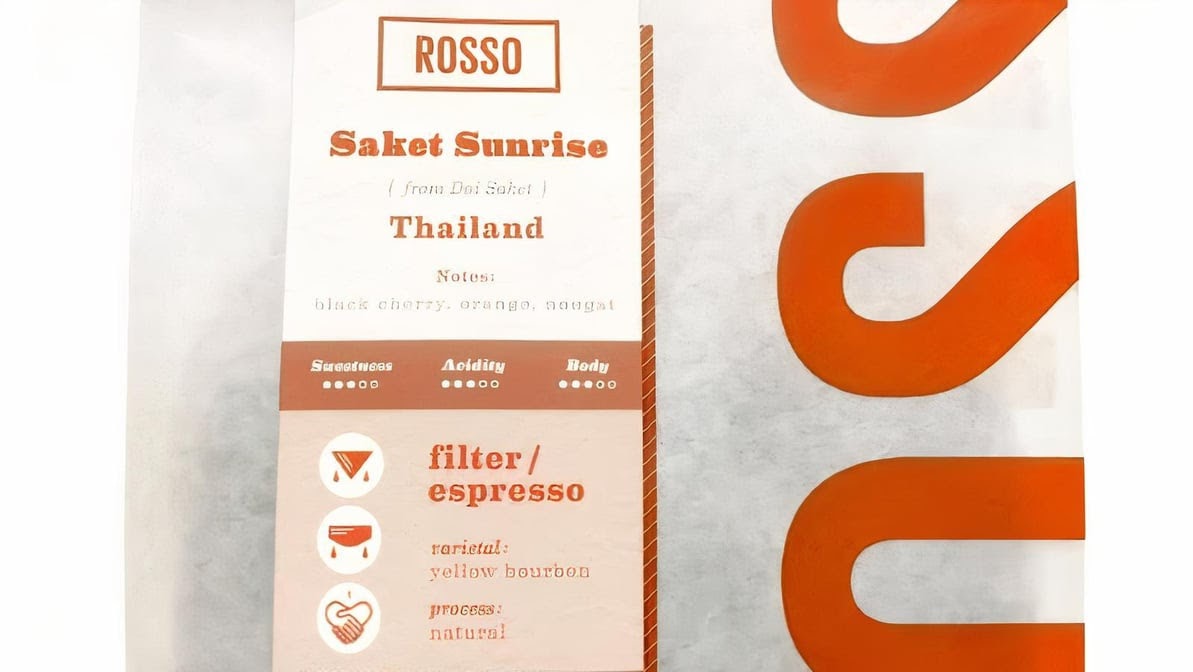 ROSSO
Saket Sunrise
( from Doi Saket )
Thailand
Notes:
black cherry, orange, nougat
Sweetness Acidity Body
filter/
espresso
varietal:
yellow bourbon
process:
natural